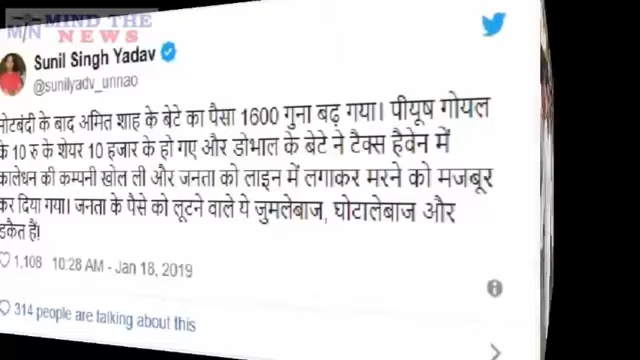 MIND THE
M/N NEWS
Sunil Singh Yadav
@sunilyadv_unnao
नोटबंदी के बाद अमित शाह के बेटे का पैसा 1600 गुना बढ़ गया। पीयूष गोयल
के 10 रु के शेयर 10 हजार के हो गए और डोभाल के बेटे ने टैक्स हैवेन में
कालेधन की कम्पनी खोल ली और जनता को लाइन में लगाकर मरने को मजबूर
कर दिया गया। जनता के पैसे को लूटने वाले ये जुमलेबाज, घोटालेबाज और
डकैत हैं!
1,108 10:28 AM - Jan 18, 2019
314 people are talking about this